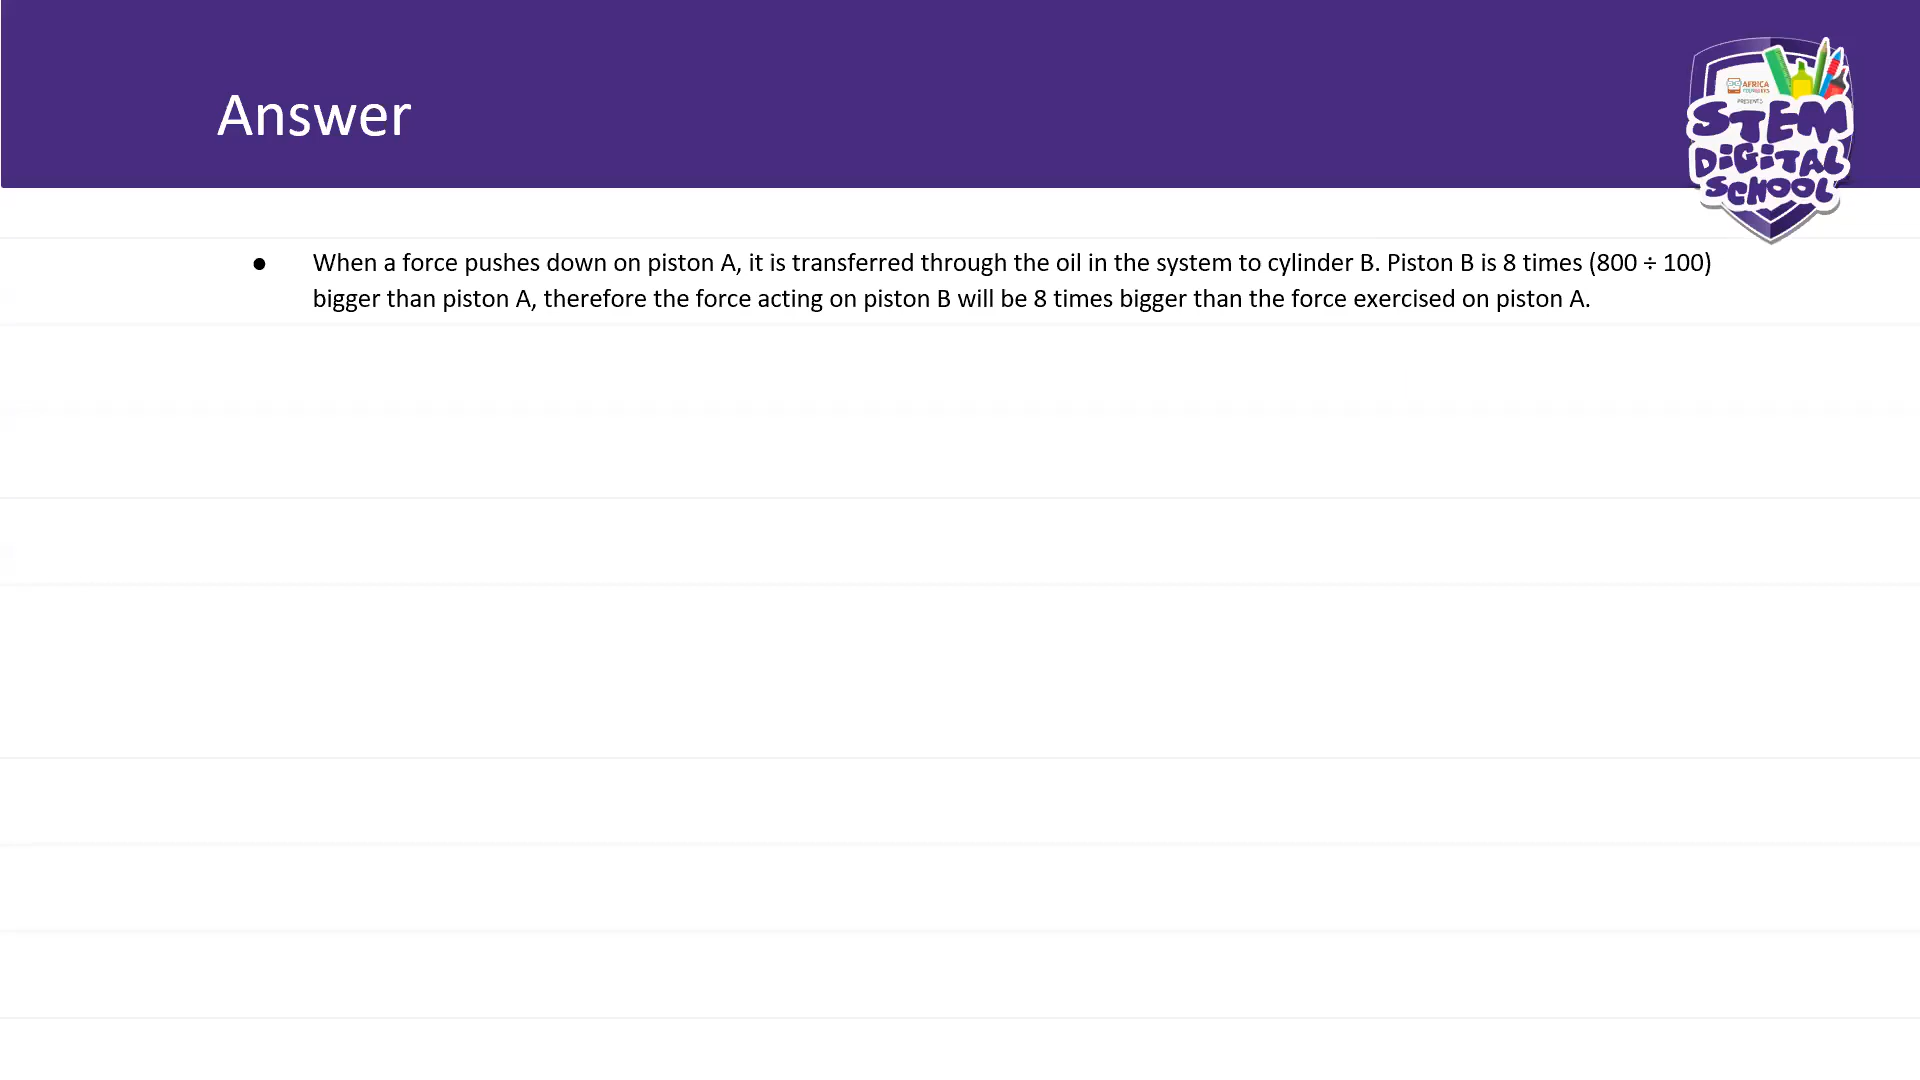 Answer
AFRICA
PRESENTS
STEM
DIGITAL
SCHOOL
● When a force pushes down on piston A, it is transferred through the oil in the system to cylinder B. Piston B is 8 times (800 ÷ 100)
bigger than piston A, therefore the force acting on piston B will be 8 times bigger than the force exercised on piston A.